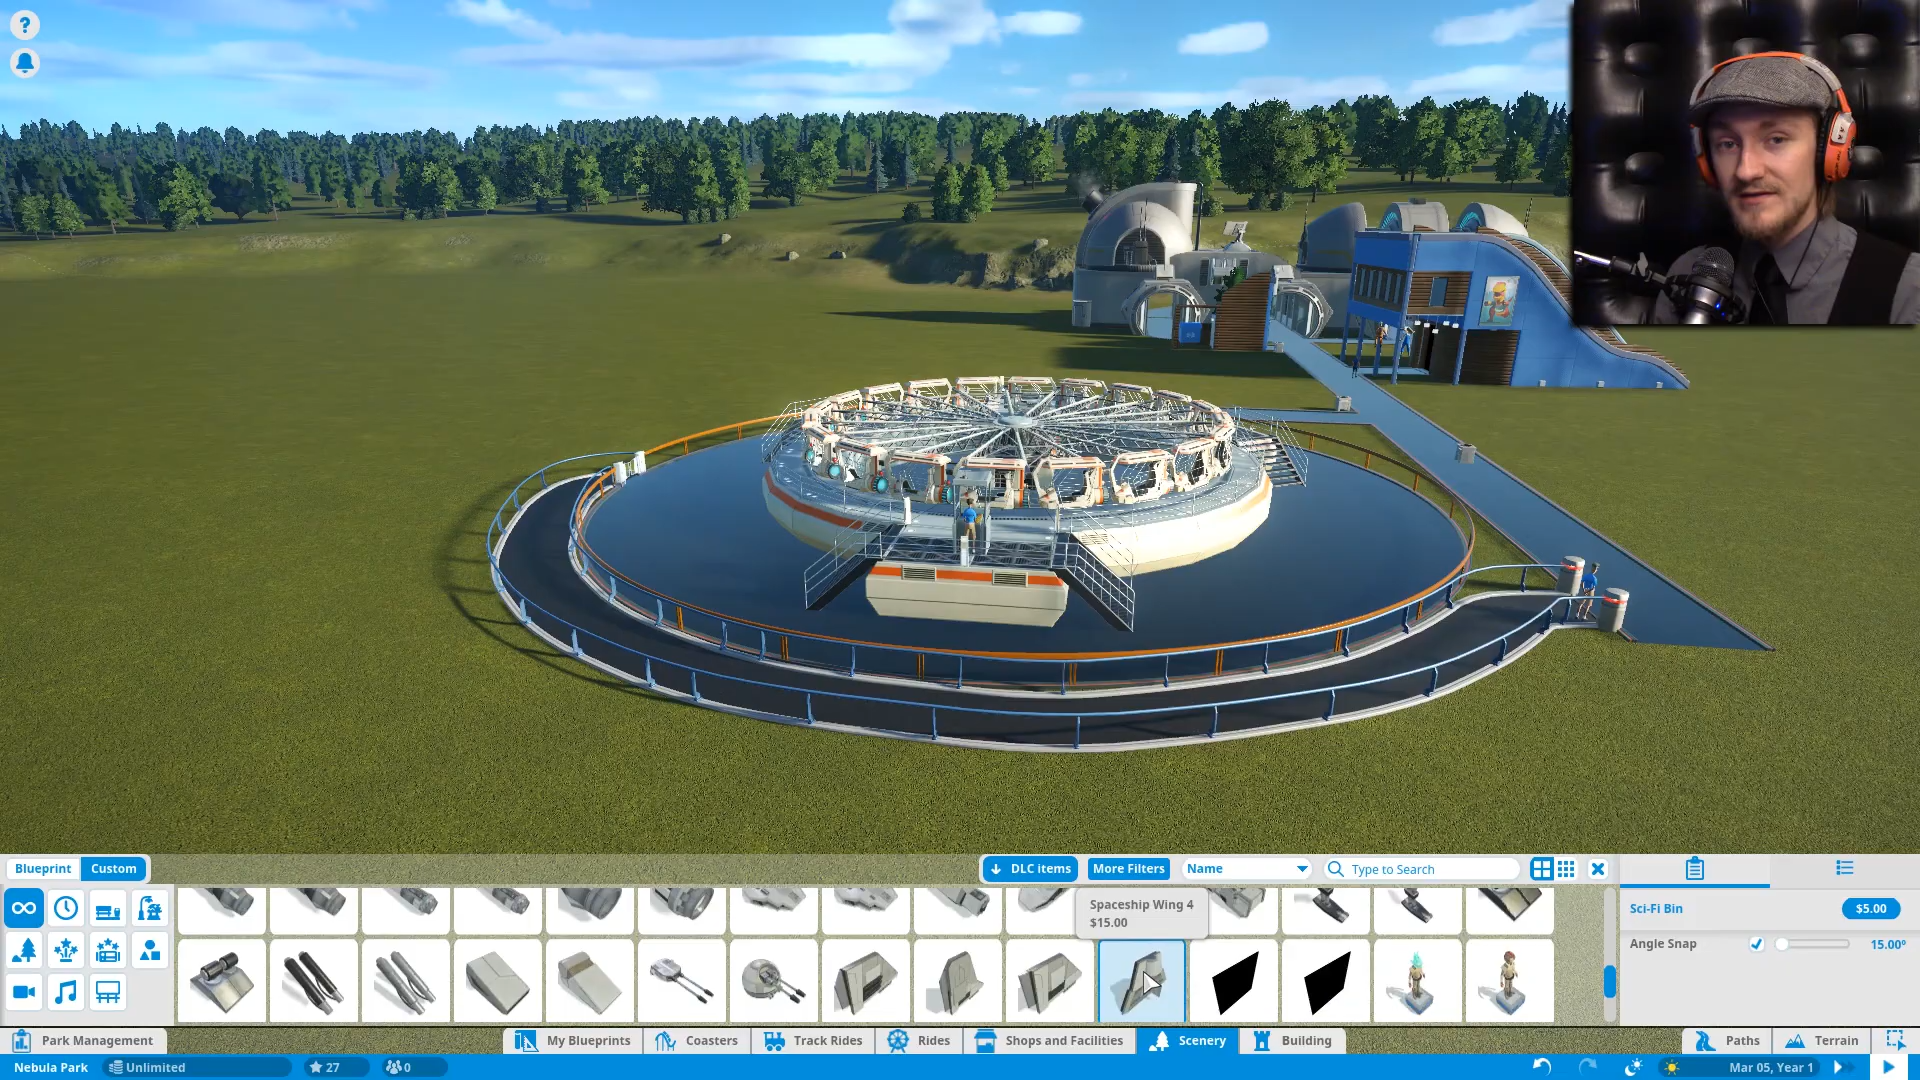 ?
Blueprint
Custom
DLC items
More Filters
Name
Type to Search
Spaceship Wing 4
$15.00
Sci-Fi Bin
$5.00
Angle Snap
15.00°
Park Management
My Blueprints
Coasters
Track Rides
Rides
Shops and Facilities
Scenery
Building
Paths
Terrain
Nebula Park
Unlimited
27
0
Mar 05, Year 1